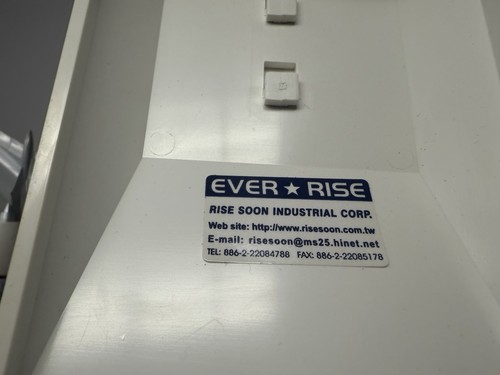 EVER ★ RISE
RISE SOON INDUSTRIAL CORP.
Web site: http://www.risesoon.com.tw
E-mail: risesoon@ms25.hinet.net
TEL: 886-2-22084788 FAX: 886-2-22085178